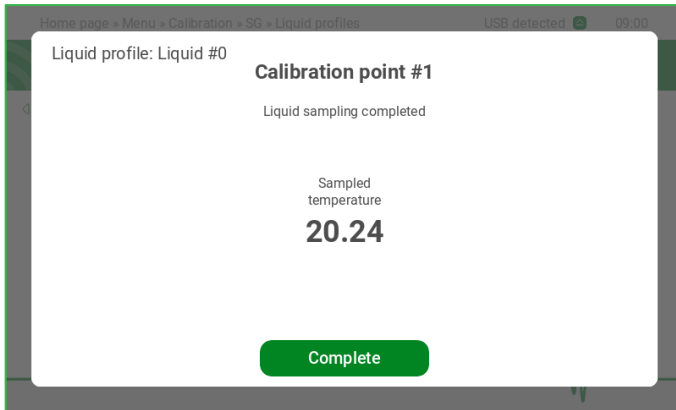 Home page » Menu » Calibration » SG » Liquid profiles
USB detected
09:00
Liquid profile: Liquid #0
Calibration point #1
Liquid sampling completed
Sampled
temperature
20.24
Complete